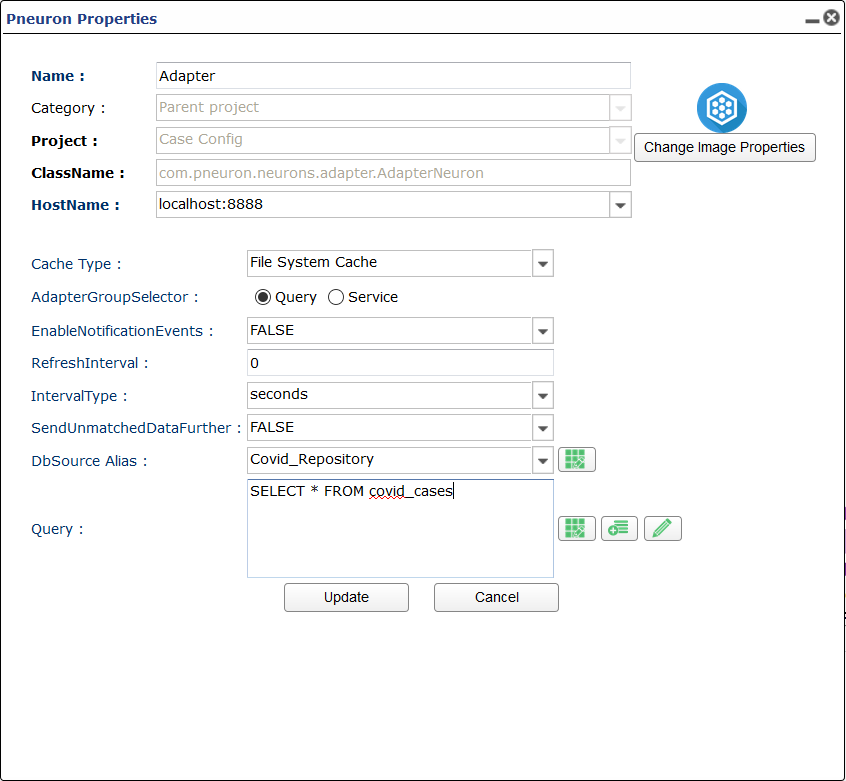 Pneuron Properties
Name : Adapter
Category : Parent project
Project : Case Config
Change Image Properties
ClassName : com.pneuron.neurons.adapter.AdapterNeuron
HostName : localhost:8888
Cache Type : File System Cache
AdapterGroupSelector : Query Service
EnableNotificationEvents : FALSE
RefreshInterval : 0
IntervalType : seconds
SendUnmatchedDataFurther : FALSE
DbSource Alias : Covid_Repository
SELECT * FROM covid_cases
Query :
Update Cancel